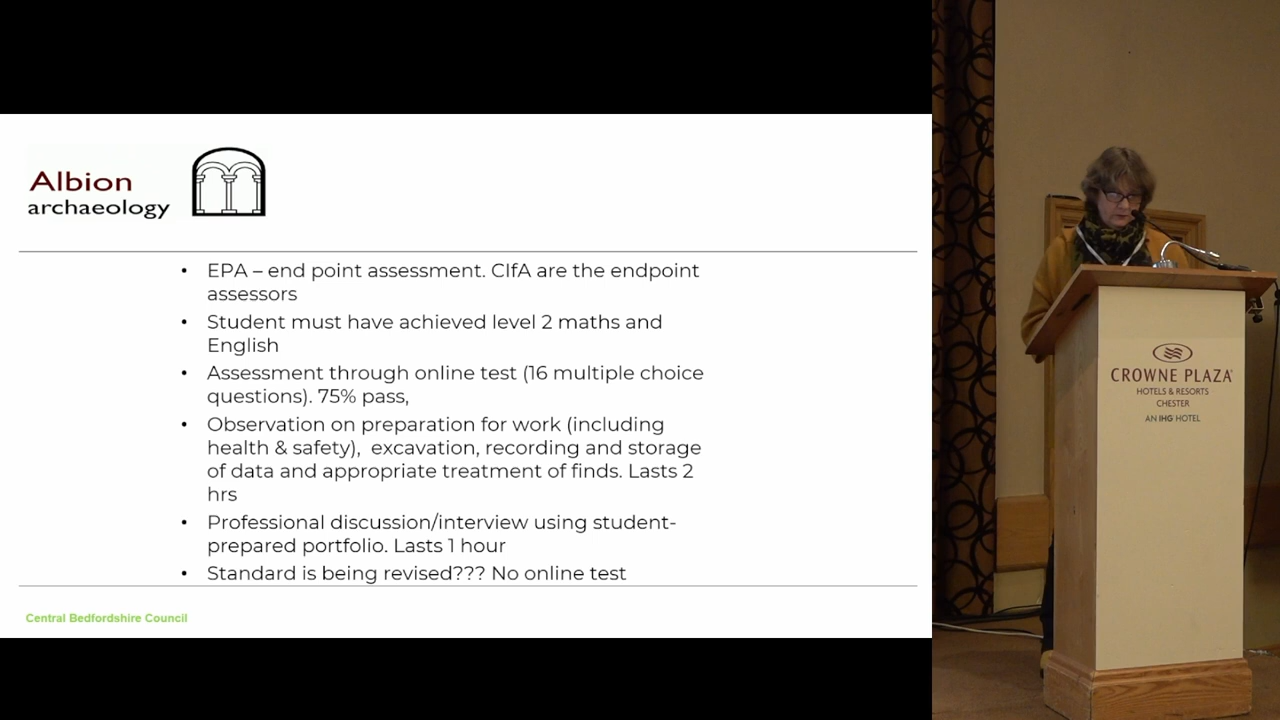 Albion
archaeology
• EPA – end point assessment. CIfA are the endpoint
assessors
• Student must have achieved level 2 maths and
English
• Assessment through online test (16 multiple choice
questions). 75% pass,
• Observation on preparation for work (including
health & safety),  excavation, recording and storage
of data and appropriate treatment of finds. Lasts 2
hrs
• Professional discussion/interview using student-
prepared portfolio. Lasts 1 hour
• Standard is being revised??? No online test
Central Bedfordshire Council
CROWNE PLAZA
HOTELS & RESORTS
CHESTER
AN IHG HOTEL